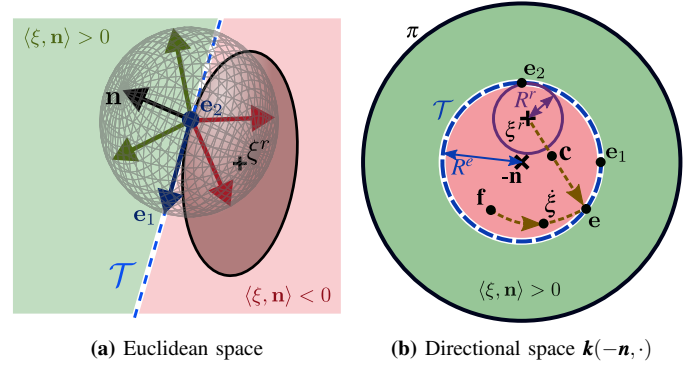 ⟨ξ, n⟩ > 0
n
e₂
ξʳ
e₁
𝒯
⟨ξ, n⟩ < 0
(a) Euclidean space
π
e₂
𝒯
Rʳ
ξʳ
c
e₁
Rᵉ
-n
f
ξ̇
e
⟨ξ, n⟩ > 0
(b) Directional space k(−n, ·)